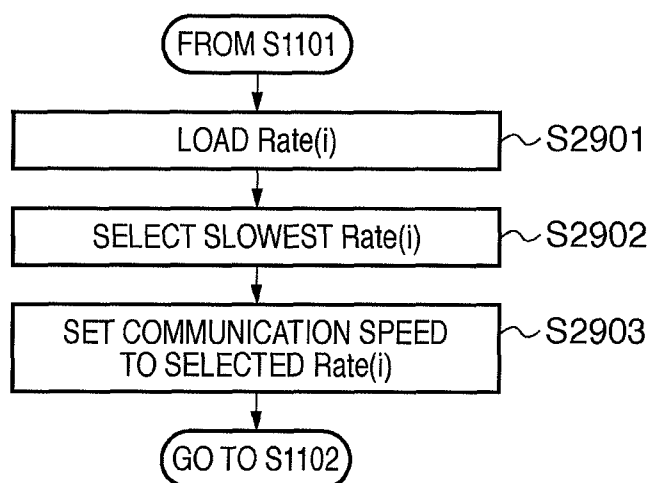 FROM S1101
LOAD Rate(i)
S2901
SELECT SLOWEST Rate(i)
S2902
SET COMMUNICATION SPEED
TO SELECTED Rate(i)
S2903
GO TO S1102